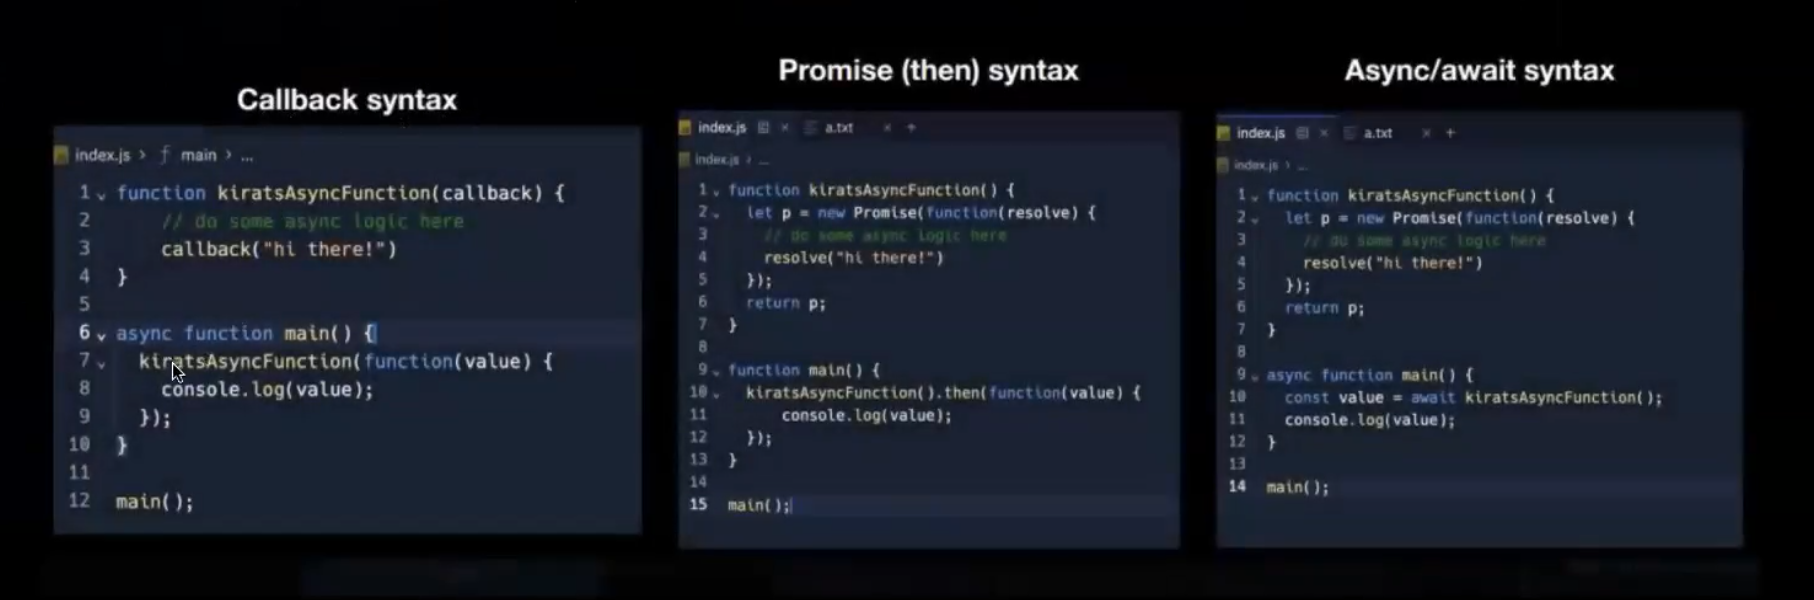 Callback syntax
index.js > ƒ main > ...
1 function kiratsAsyncFunction(callback) {
2 // do some async logic here
3 callback("hi there!")
4 }
5
6 async function main() {
7 kiratsAsyncFunction(function(value) {
8 console.log(value);
9 });
10 }
11
12 main();
Promise (then) syntax
index.js × a.txt × +
index.js > ...
1 function kiratsAsyncFunction() {
2 let p = new Promise(function(resolve) {
3 // do some async logic here
4 resolve("hi there!")
5 });
6 return p;
7 }
8
9 function main() {
10 kiratsAsyncFunction().then(function(value) {
11 console.log(value);
12 });
13 }
14
15 main();
Async/await syntax
index.js × a.txt × +
index.js > ...
1 function kiratsAsyncFunction() {
2 let p = new Promise(function(resolve) {
3 // do some async logic here
4 resolve("hi there!")
5 });
6 return p;
7 }
8
9 async function main() {
10 const value = await kiratsAsyncFunction();
11 console.log(value);
12 }
13
14 main();